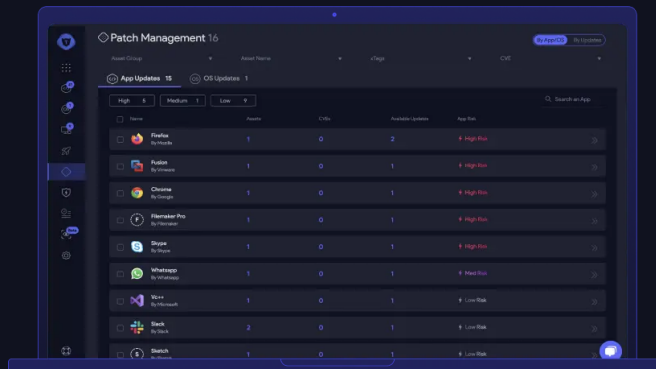 Patch Management 16
By App/OS By Updates
Asset Group Asset Name xTags CVE
App Updates 15 OS Updates 1
High 5 Medium 1 Low 9 Search an App
Name Assets CVEs Available Updates App Risk
Firefox
By Mozilla 1 0 2 High Risk
Fusion
By Vmware 1 0 1 High Risk
Chrome
By Google 1 0 1 High Risk
Filemaker Pro
By Filemaker 1 0 1 High Risk
Skype
By Skype 1 0 1 High Risk
Whatsapp
By Whatsapp 1 0 1 Med Risk
Vc++
By Microsoft 1 0 1 Low Risk
Slack
By Slack 2 0 1 Low Risk
Sketch
By Sketch 1 0 1 Low Risk